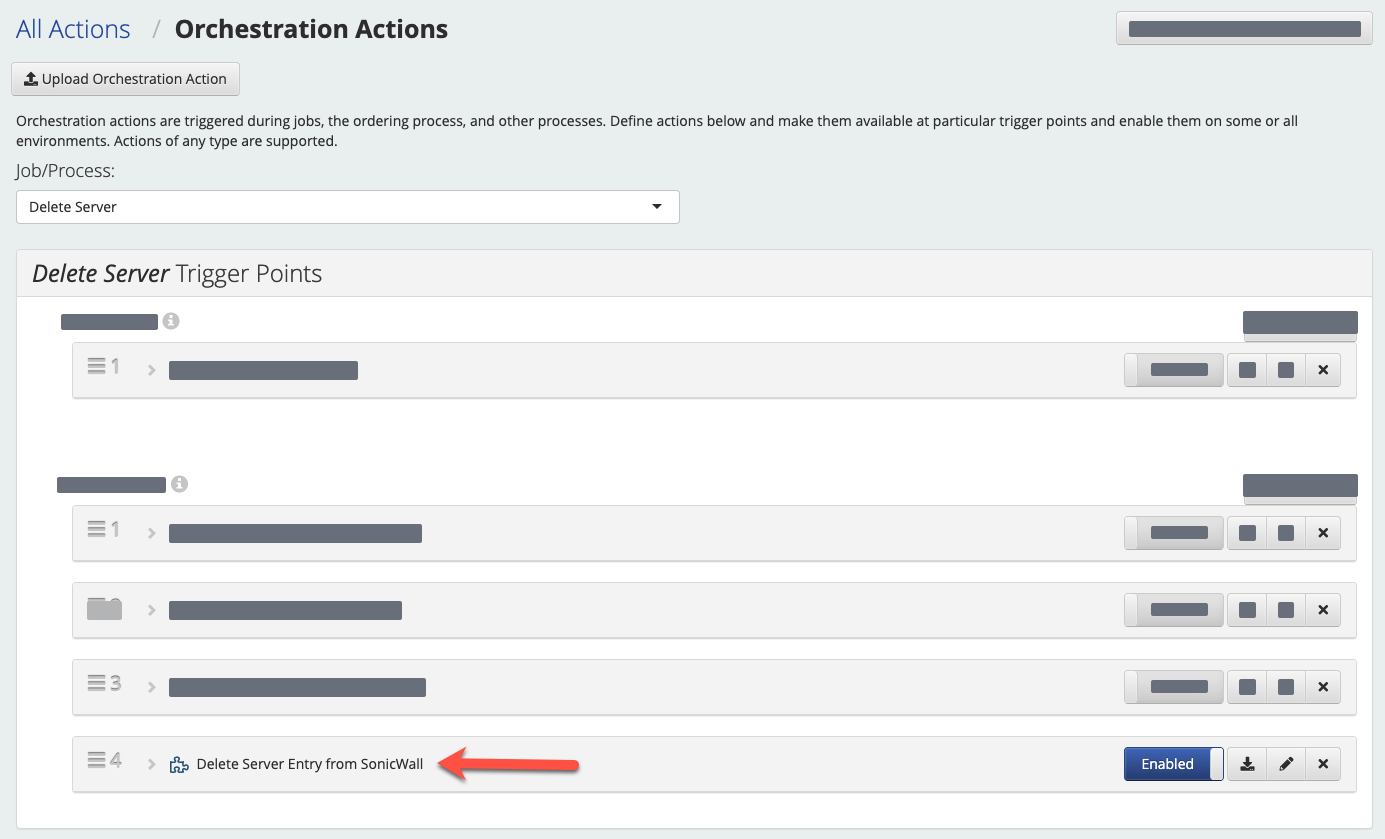 All Actions / Orchestration Actions
Upload Orchestration Action
Orchestration actions are triggered during jobs, the ordering process, and other processes. Define actions below and make them available at particular trigger points and enable them on some or all
environments. Actions of any type are supported.
Job/Process:
Delete Server
Delete Server Trigger Points
1
1
3
4 Delete Server Entry from SonicWall Enabled